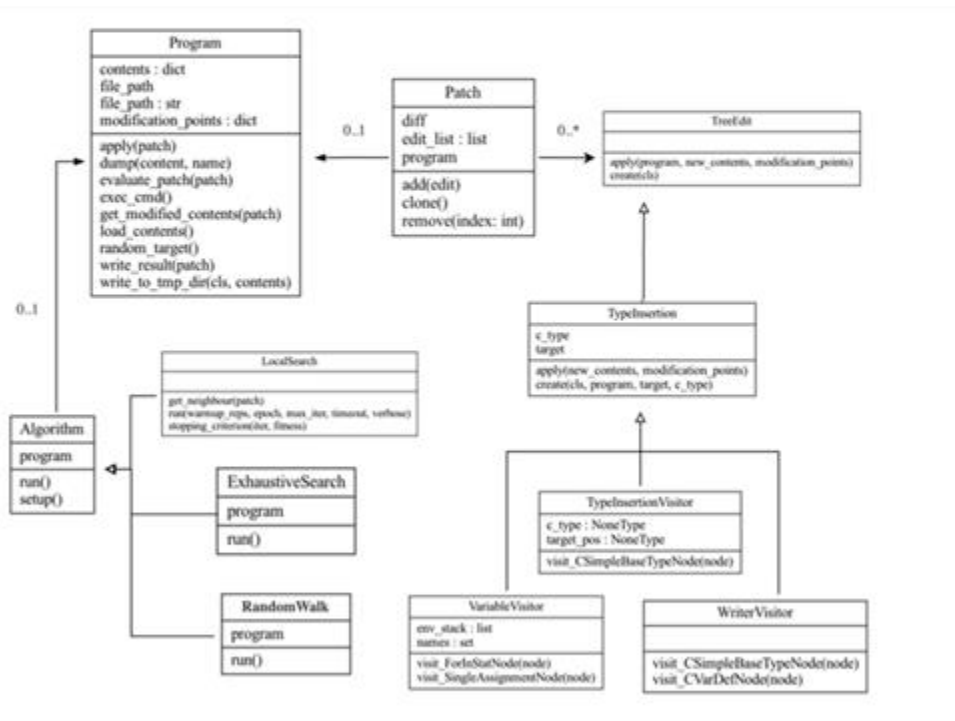 Program
contents : dict
file_path
file_path : str
modification_points : dict
apply(patch)
dump(content, name)
evaluate_patch(patch)
exec_cmd()
get_modified_contents(patch)
load_contents()
random_target()
write_result(patch)
write_to_tmp_dir(cls, contents)
0..1
Patch
diff
edit_list : list
program
add(edit)
clone()
remove(index: int)
0..*
TreeEdit
apply(program, new_contents, modification_points)
create(cls)
0..1
TypeInsertion
c_type
target
apply(new_contents, modification_points)
create(cls, program, target, c_type)
LocalSearch
get_neighbour(patch)
run(warmup_reps, epoch, max_iter, timeout, verbose)
stopping_criterion(iter, fitness)
Algorithm
program
run()
setup()
ExhaustiveSearch
program
run()
TypeInsertionVisitor
c_type : NoneType
target_pos : NoneType
visit_CSimpleBaseTypeNode(node)
RandomWalk
program
run()
VariableVisitor
env_stack : list
names : set
visit_ForInStatNode(node)
visit_SingleAssignmentNode(node)
WriterVisitor
visit_CSimpleBaseTypeNode(node)
visit_CVarDefNode(node)